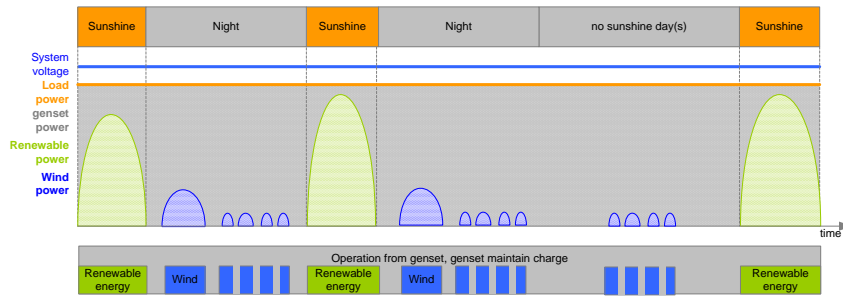 Sunshine
Night
Sunshine
Night
no sunshine day(s)
Sunshine
System
voltage
Load
power
genset
power
Renewable
power
Wind
power
time
Operation from genset, genset maintain charge
Renewable
energy
Wind
Renewable
energy
Wind
Renewable
energy